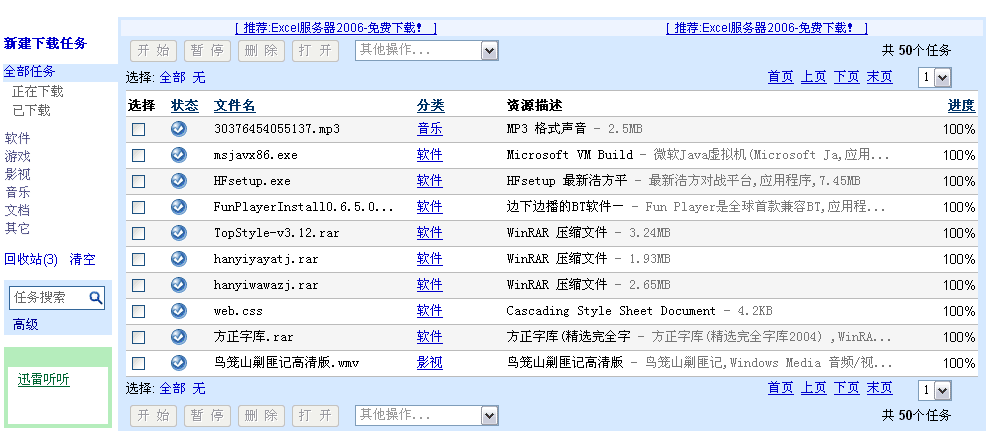 新建下载任务
全部任务
正在下载
已下载
软件
游戏
影视
音乐
文档
其它
回收站(3) 清空
任务搜索
高级
迅雷听听
[ 推荐:Excel服务器2006-免费下载! ] [ 推荐:Excel服务器2006-免费下载! ]
开 始 暂 停 删 除 打 开 其他操作... 共 50个任务
选择: 全部 无 首页 上页 下页 末页 1
选择 状态 文件名 分类 资源描述 进度
30376454055137.mp3 音乐 MP3 格式声音 - 2.5MB 100%
msjavx86.exe 软件 Microsoft VM Build - 微软Java虚拟机(Microsoft Ja,应用... 100%
HFsetup.exe 软件 HFsetup 最新浩方平 - 最新浩方对战平台,应用程序,7.45MB 100%
FunPlayerInstall0.6.5.0... 软件 边下边播的BT软件一 - Fun Player是全球首款兼容BT,应用程... 100%
TopStyle-v3.12.rar 软件 WinRAR 压缩文件 - 3.24MB 100%
hanyiyayatj.rar 软件 WinRAR 压缩文件 - 1.93MB 100%
hanyiwawazj.rar 软件 WinRAR 压缩文件 - 2.65MB 100%
web.css 软件 Cascading Style Sheet Document - 4.2KB 100%
方正字库.rar 软件 方正字库(精选完全字 - 方正字库(精选完全字库2004) ,WinRA... 100%
鸟笼山剿匪记高清版.wmv 影视 鸟笼山剿匪记高清版 - 鸟笼山剿匪记,Windows Media 音频/视... 100%
选择: 全部 无 首页 上页 下页 末页 1
开 始 暂 停 删 除 打 开 其他操作... 共 50个任务